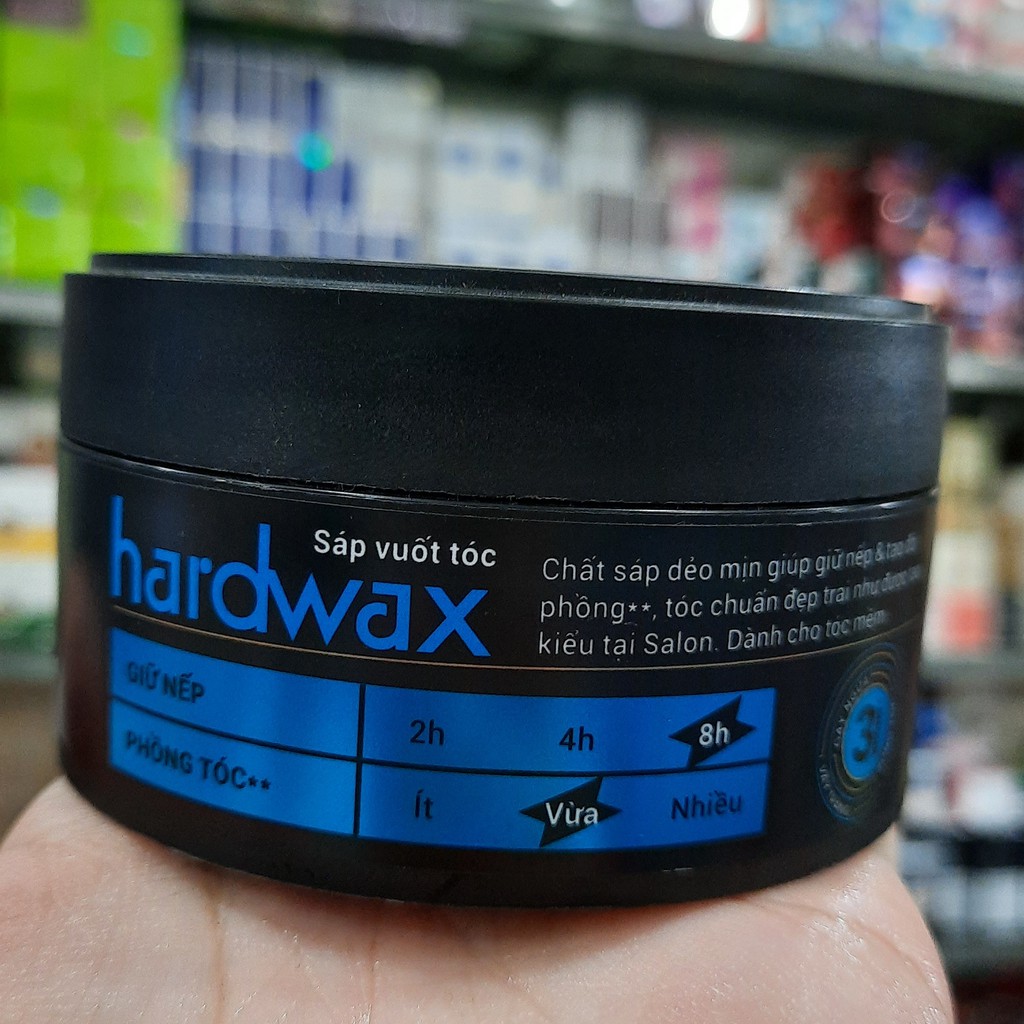 Sáp vuốt tóc
hardwax
Chất sáp dẻo mịn giúp giữ nếp & tạo độ
phồng**, tóc chuẩn đẹp trai như được tạo
kiểu tại Salon. Dành cho tóc mềm.
GIỮ NẾP
2h 4h 8h
PHỒNG TÓC**
Ít Vừa Nhiều
3